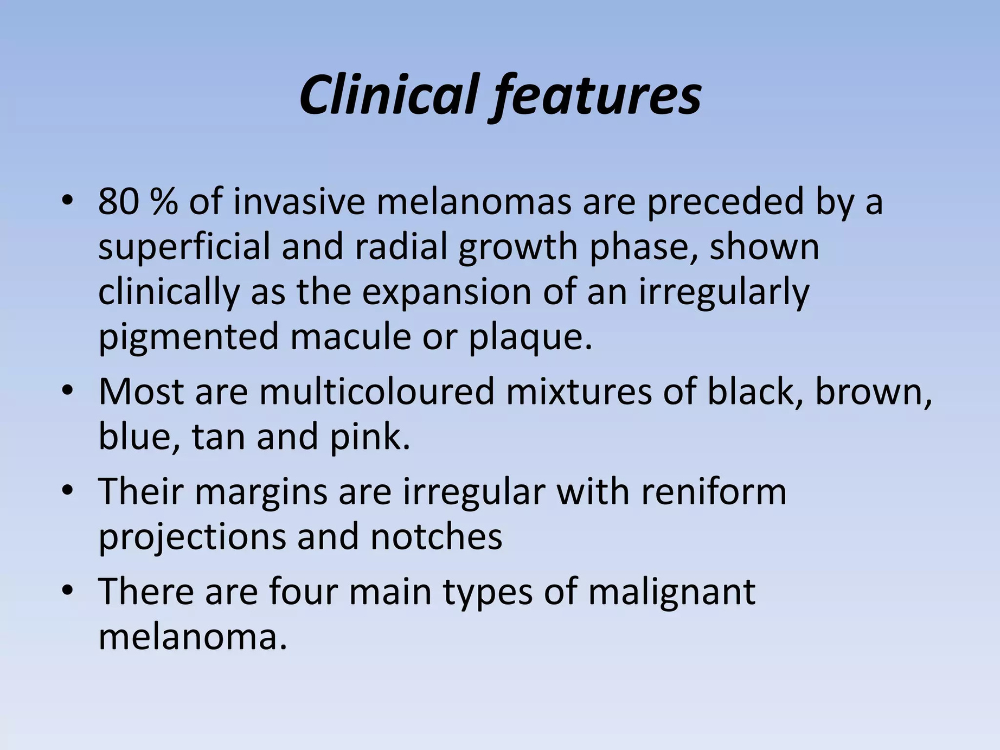 Clinical features
• 80 % of invasive melanomas are preceded by a
superficial and radial growth phase, shown
clinically as the expansion of an irregularly
pigmented macule or plaque.
• Most are multicoloured mixtures of black, brown,
blue, tan and pink.
• Their margins are irregular with reniform
projections and notches
• There are four main types of malignant
melanoma.